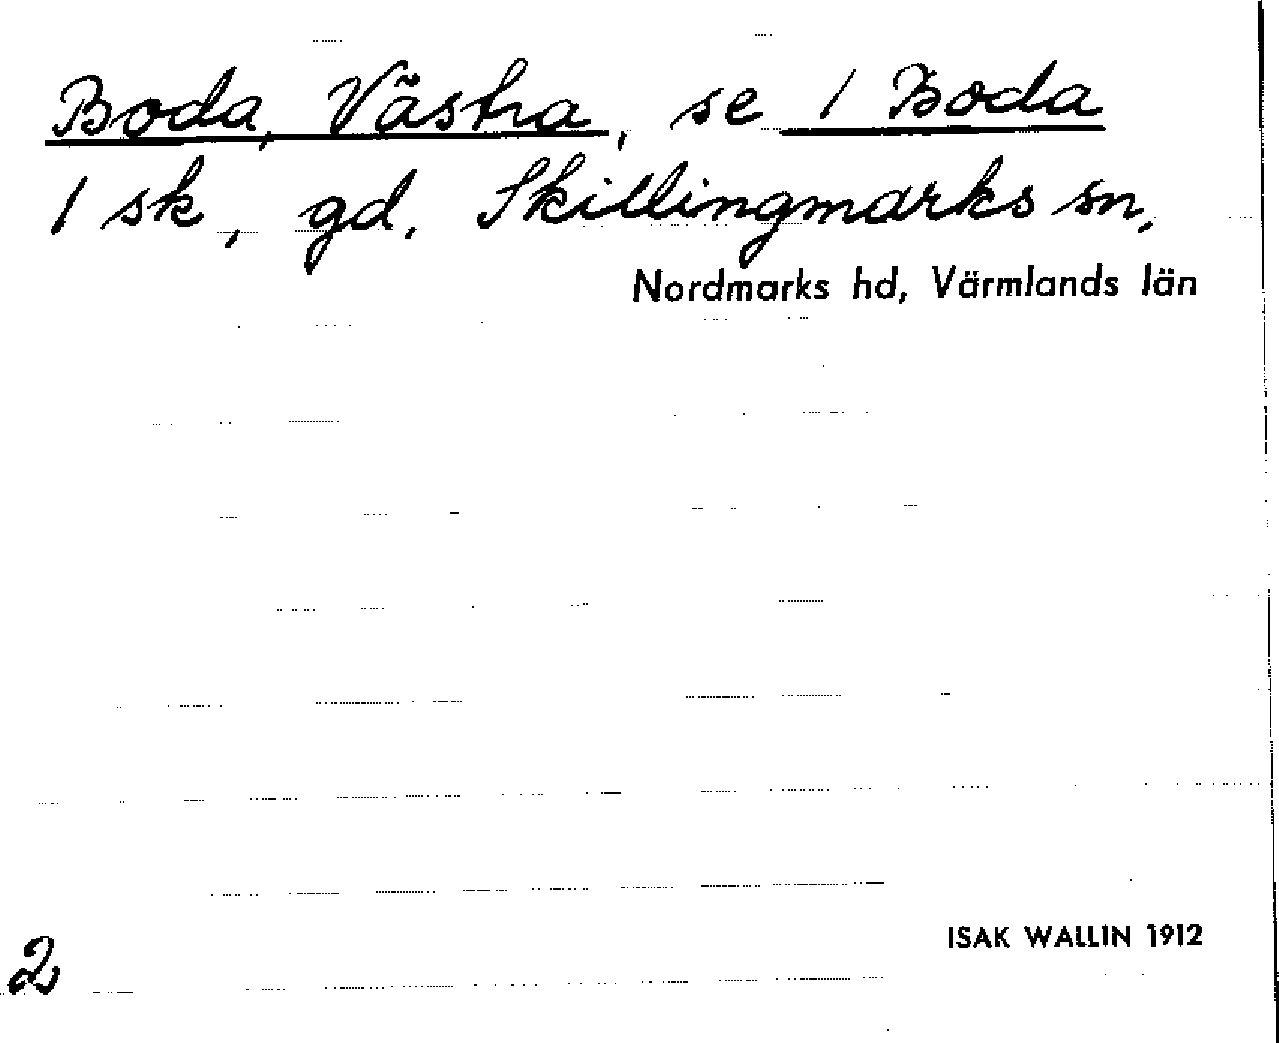 Boda, Västra, se 1 Boda
1 sk, gd. Skillingmarks sn,
Nordmarks hd, Värmlands län
ISAK WALLIN 1912
2